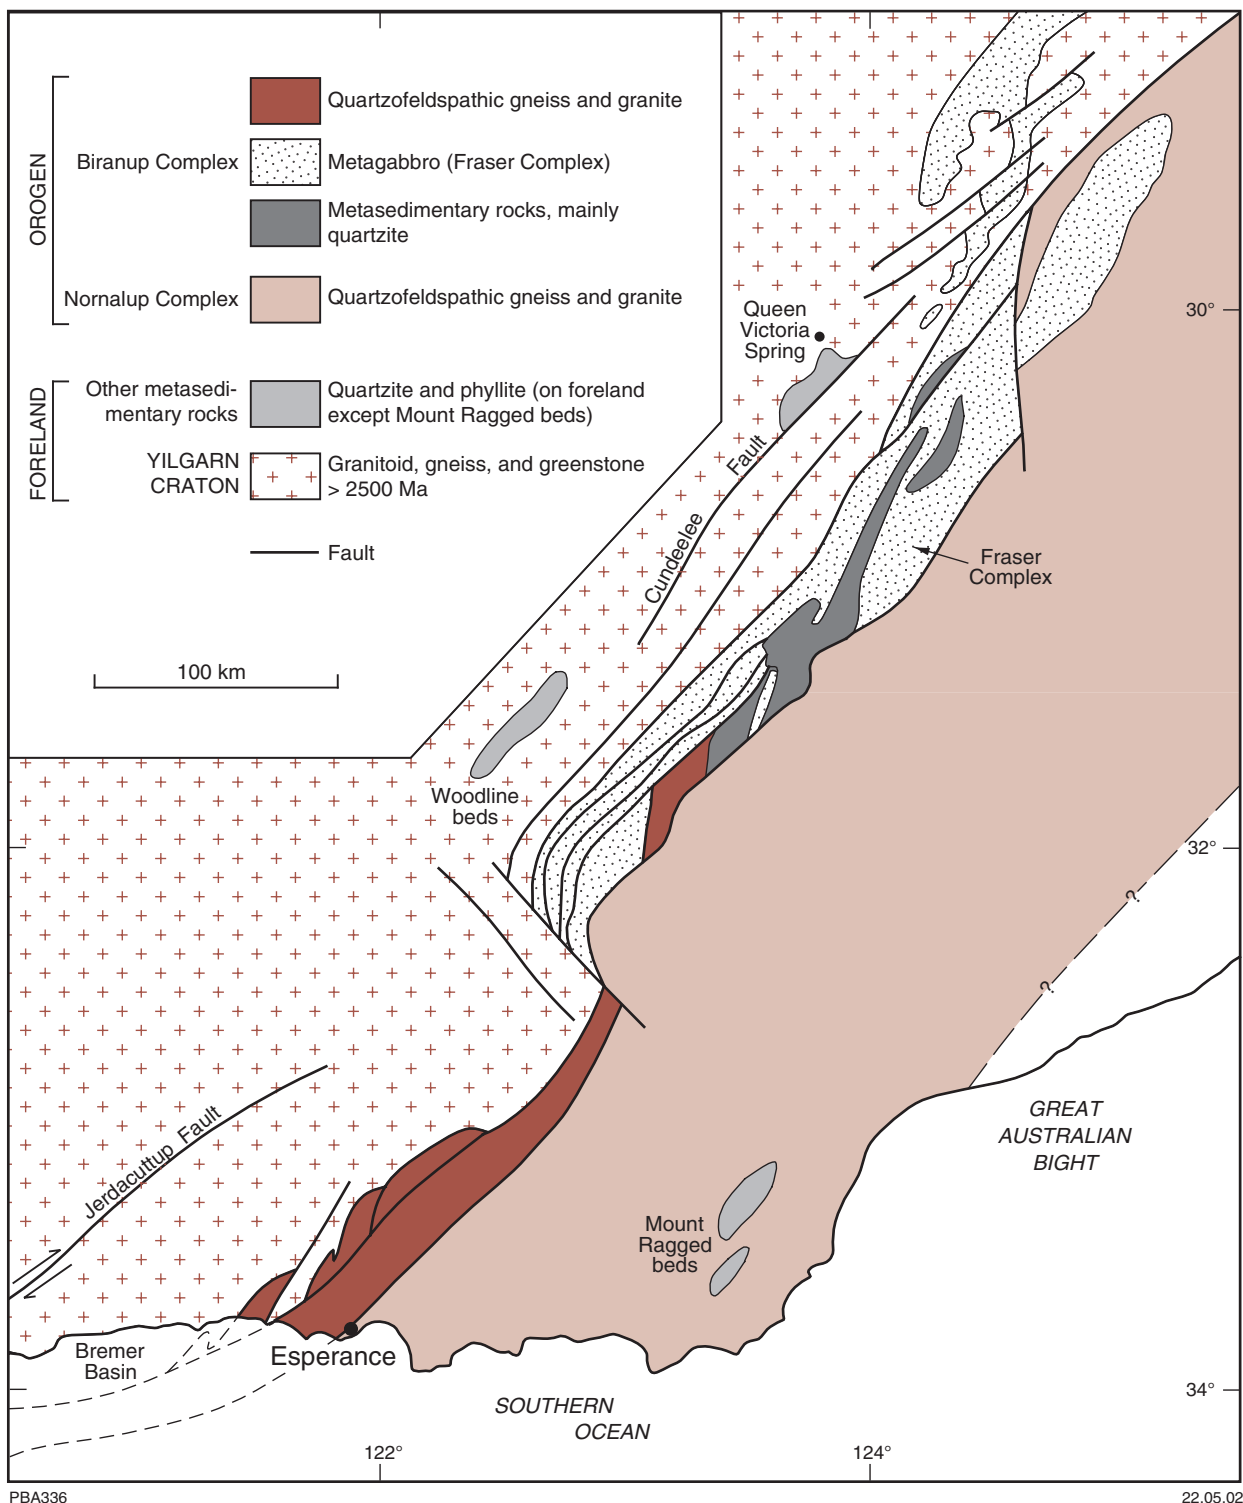 OROGEN
Biranup Complex
Quartzofeldspathic gneiss and granite
Metagabbro (Fraser Complex)
Metasedimentary rocks, mainly
quartzite
Nornalup Complex
Quartzofeldspathic gneiss and granite
FORELAND
Other metasedi-
mentary rocks
Quartzite and phyllite (on foreland
except Mount Ragged beds)
YILGARN
CRATON
Granitoid, gneiss, and greenstone
> 2500 Ma
Fault
100 km
Queen
Victoria
Spring
30°
Cundeelee Fault
Fraser
Complex
Woodline
beds
32°
?
?
Jerdacuttup Fault
GREAT
AUSTRALIAN
BIGHT
Mount
Ragged
beds
Bremer
Basin
Esperance
SOUTHERN
OCEAN
34°
122°
124°
PBA336
22.05.02